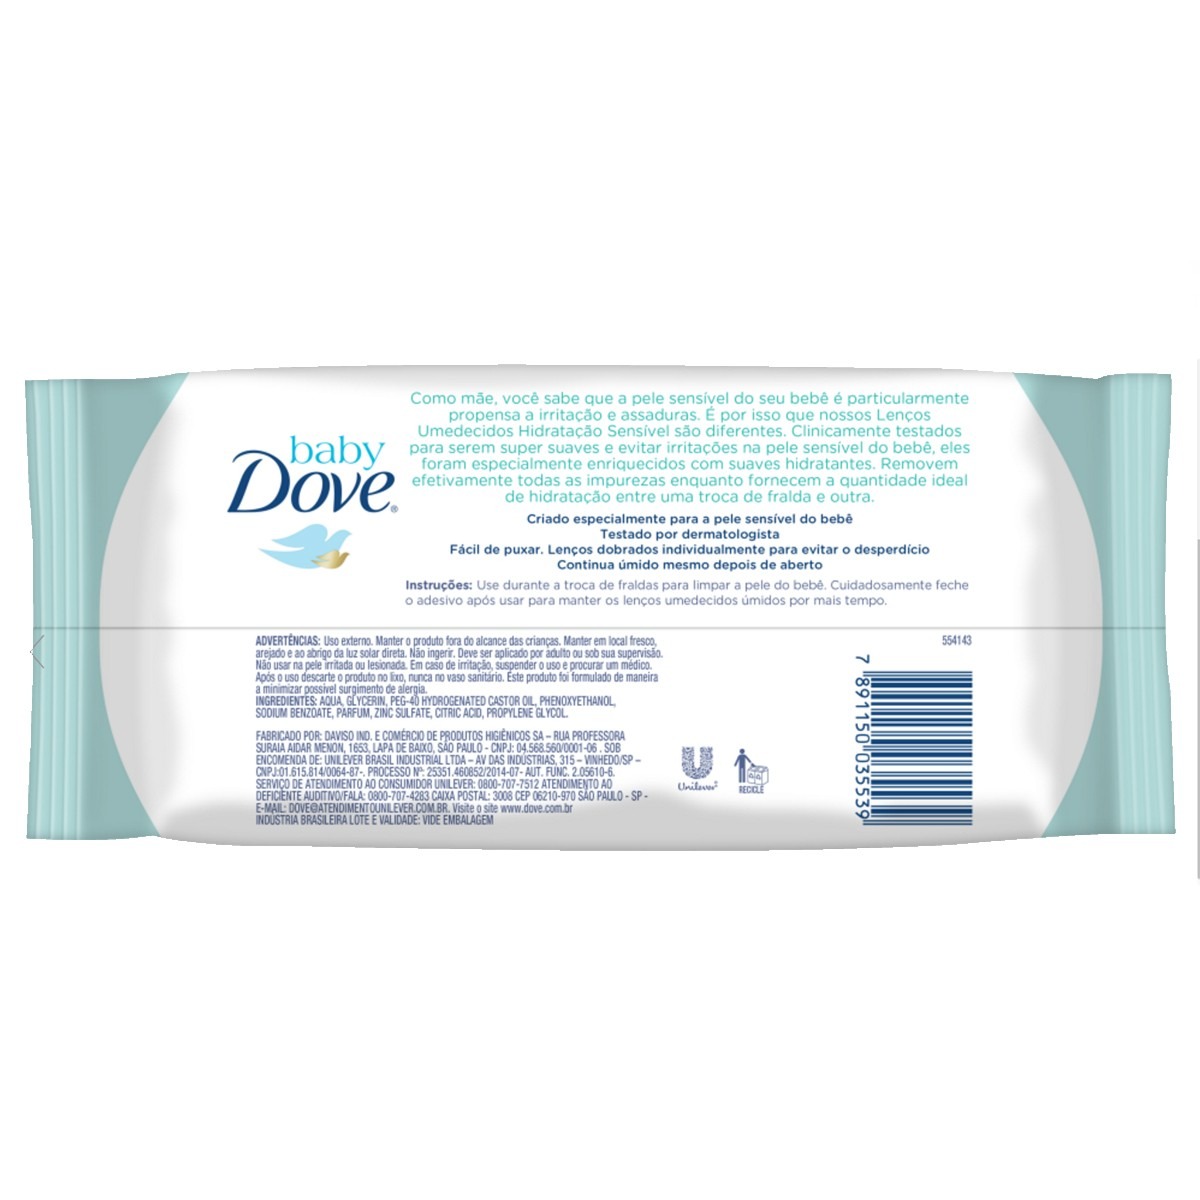 baby
Dove®
Como mãe, você sabe que a pele sensível do seu bebê é particularmente
propensa a irritação e assaduras. É por isso que nossos Lenços
Umedecidos Hidratação Sensível são diferentes. Clinicamente testados
para serem super suaves e evitar irritações na pele sensível do bebê, eles
foram especialmente enriquecidos com suaves hidratantes. Removem
efetivamente todas as impurezas enquanto fornecem a quantidade ideal
de hidratação entre uma troca de fralda e outra.
Criado especialmente para a pele sensível do bebê
Testado por dermatologista
Fácil de puxar. Lenços dobrados individualmente para evitar o desperdício
Continua úmido mesmo depois de aberto
Instruções: Use durante a troca de fraldas para limpar a pele do bebê. Cuidadosamente feche
o adesivo após usar para manter os lenços umedecidos úmidos por mais tempo.
ADVERTÊNCIAS: Uso externo. Manter o produto fora do alcance das crianças. Manter em local fresco,
arejado e ao abrigo da luz solar direta. Não ingerir. Deve ser aplicado por adulto ou sob sua supervisão.
Não usar na pele irritada ou lesionada. Em caso de irritação, suspender o uso e procurar um médico.
Após o uso descarte o produto no lixo, nunca no vaso sanitário. Este produto foi formulado de maneira
a minimizar possível surgimento de alergia.
INGREDIENTES: AQUA, GLYCERIN, PEG-40 HYDROGENATED CASTOR OIL, PHENOXYETHANOL,
SODIUM BENZOATE, PARFUM, ZINC SULFATE, CITRIC ACID, PROPYLENE GLYCOL.
FABRICADO POR: DAVISO IND. E COMÉRCIO DE PRODUTOS HIGIÊNICOS SA – RUA PROFESSORA
SURAIA AIDAR MENON, 1653, LAPA DE BAIXO, SÃO PAULO - CNPJ: 04.568.560/0001-06 . SOB
ENCOMENDA DE: UNILEVER BRASIL INDUSTRIAL LTDA – AV DAS INDÚSTRIAS, 315 – VINHEDO/SP –
CNPJ:01.615.814/0064-87-. PROCESSO Nº: 25351.460852/2014-07- AUT. FUNC. 2.05610-6.
SERVIÇO DE ATENDIMENTO AO CONSUMIDOR UNILEVER: 0800-707-7512 ATENDIMENTO AO
DEFICIENTE AUDITIVO/FALA: 0800-707-4283 CAIXA POSTAL: 3008 CEP 06210-970 SÃO PAULO - SP -
E-MAIL: DOVE@ATENDIMENTOUNILEVER.COM.BR. Visite o site www.dove.com.br
INDÚSTRIA BRASILEIRA LOTE E VALIDADE: VIDE EMBALAGEM
Unilever
RECICLE
554143
7 891150 035539